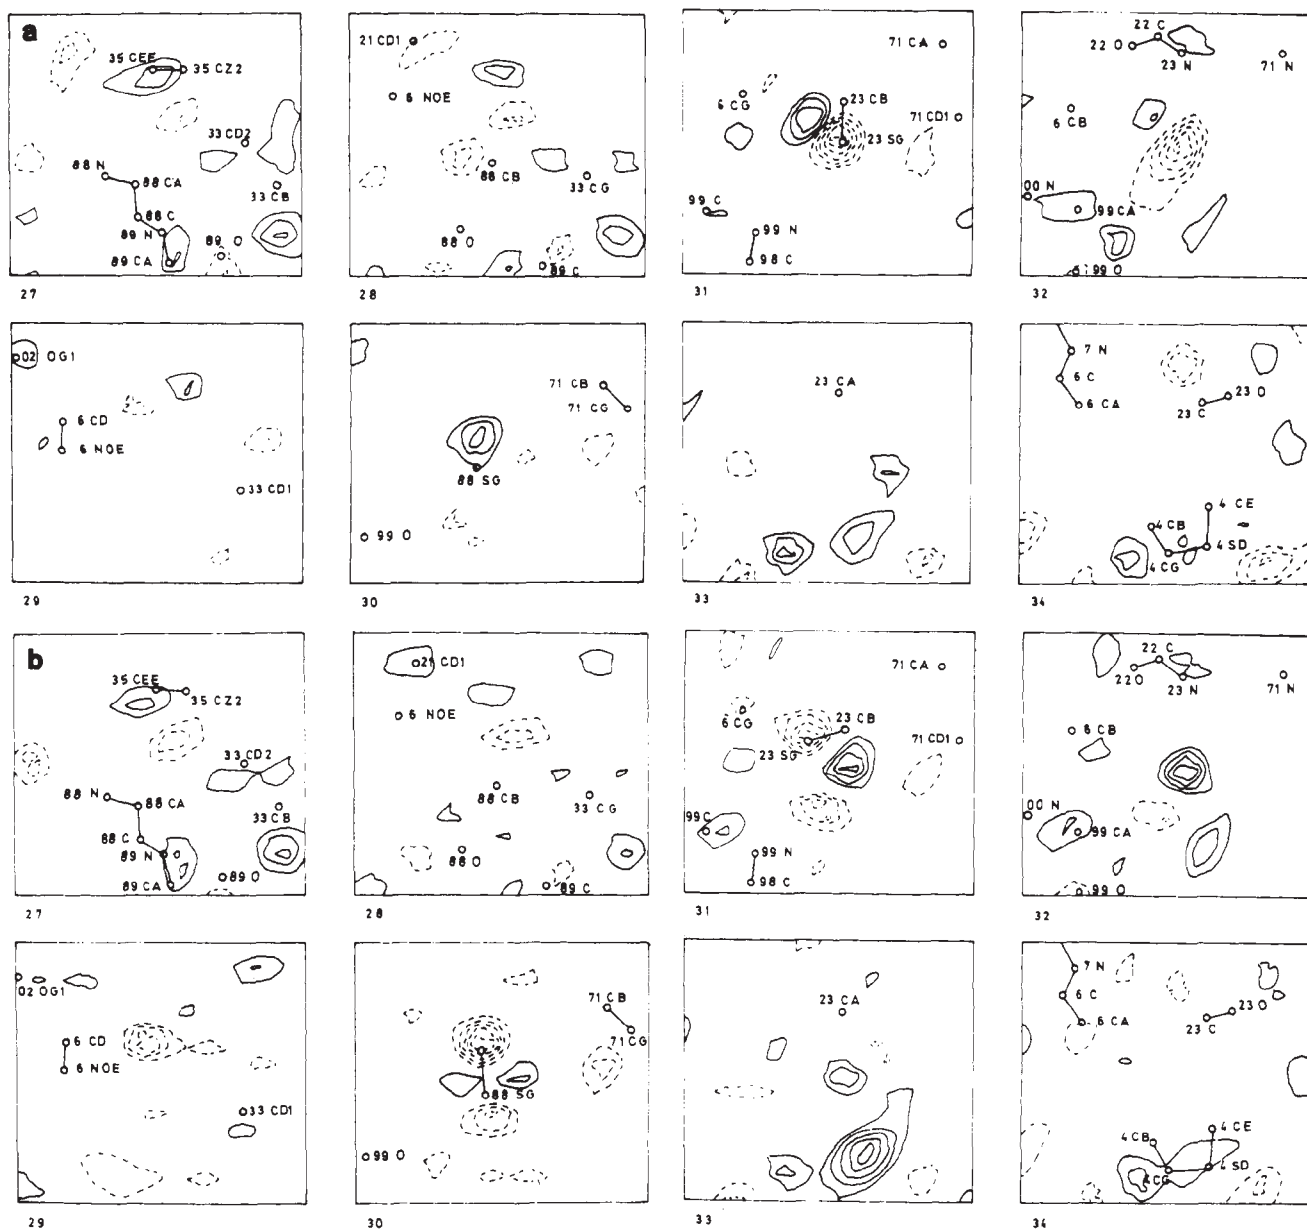 a
35 CEE
35 CZ2
33 CD2
88 N
88 CA
33 CB
88 C
89 N
89 O
89 CA
27
21 CD1
6 NOE
88 CB
33 CG
88 O
89 C
28
71 CA
6 CG
23 CB
71 CD1
23 SG
99 C
99 N
98 C
31
22 C
22 O
23 N
71 N
6 CB
00 N
99 CA
99 O
32
02 OG1
6 CD
6 NOE
33 CD1
29
71 CB
71 CG
88 SG
99 O
30
23 CA
33
7 N
6 C
6 CA
23 O
23 C
4 CE
4 CB
4 SD
4 CG
34
b
35 CEE
35 CZ2
33 CD2
88 N
88 CA
33 CB
88 C
89 N
89 O
89 CA
27
21 CD1
6 NOE
88 CB
33 CG
88 O
89 C
28
71 CA
6 CG
23 CB
71 CD1
23 SG
99 C
99 N
98 C
31
22 C
22 O
23 N
71 N
6 CB
00 N
99 CA
99 O
32
02 OG1
6 CD
6 NOE
33 CD1
29
71 CB
71 CG
88 SG
99 O
30
23 CA
33
7 N
6 C
6 CA
23 O
23 C
4 CE
4 CB
4 SD
4 CG
34